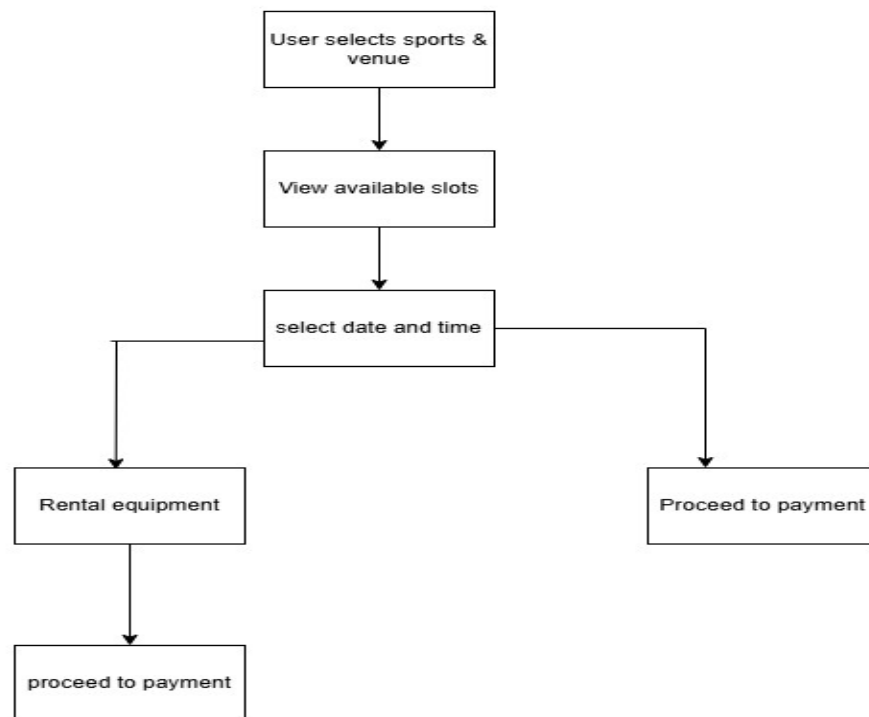 User selects sports &
venue
View available slots
select date and time
Rental equipment
Proceed to payment
proceed to payment